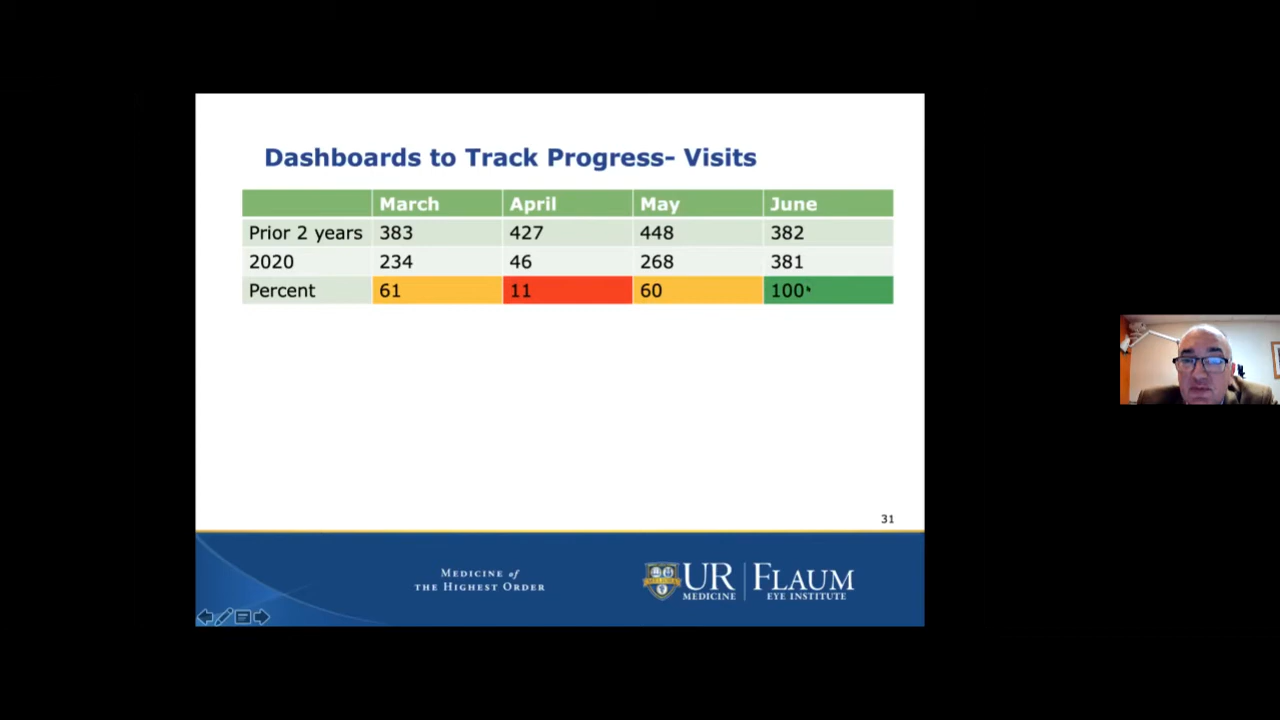 Dashboards to Track Progress- Visits
March April May June
Prior 2 years 383 427 448 382
2020 234 46 268 381
Percent 61 11 60 100
31
MEDICINE of
THE HIGHEST ORDER
UR
MEDICINE
FLAUM
EYE INSTITUTE